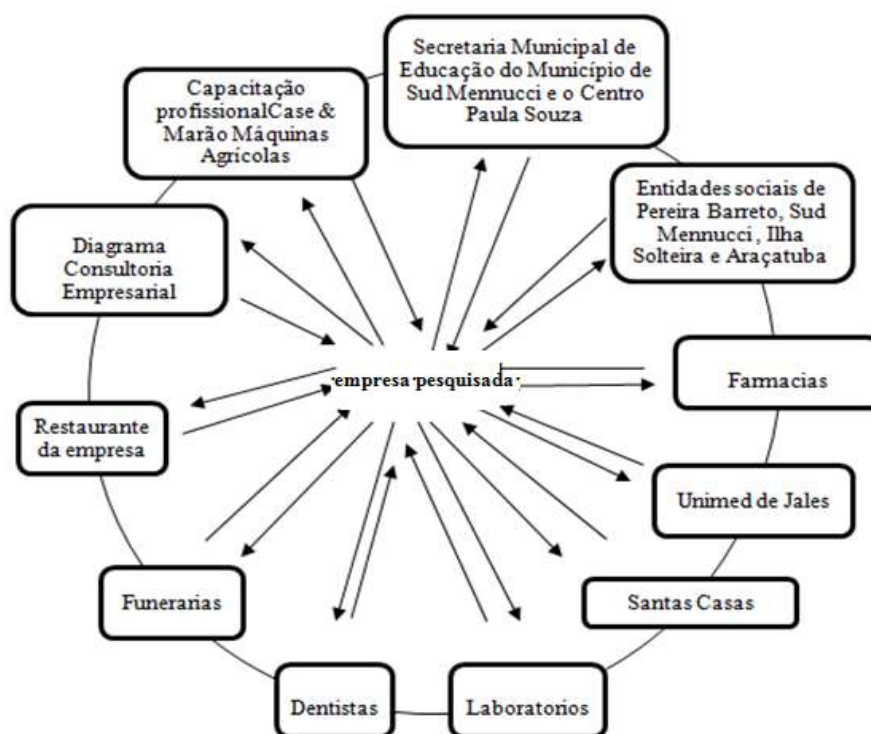 Secretaria Municipal de
Educação do Município de
Sud Mennucci e o Centro
Paula Souza
Capacitação
profissionalCase &
Marão Máquinas
Agrícolas
Entidades sociais de
Pereira Barreto, Sud
Mennucci, Ilha
Solteira e Araçatuba
Diagrama
Consultoria
Empresarial
empresa·pesquisada·
Farmacias
Restaurante
da empresa
Unimed de Jales
Santas Casas
Funerarias
Dentistas
Laboratorios